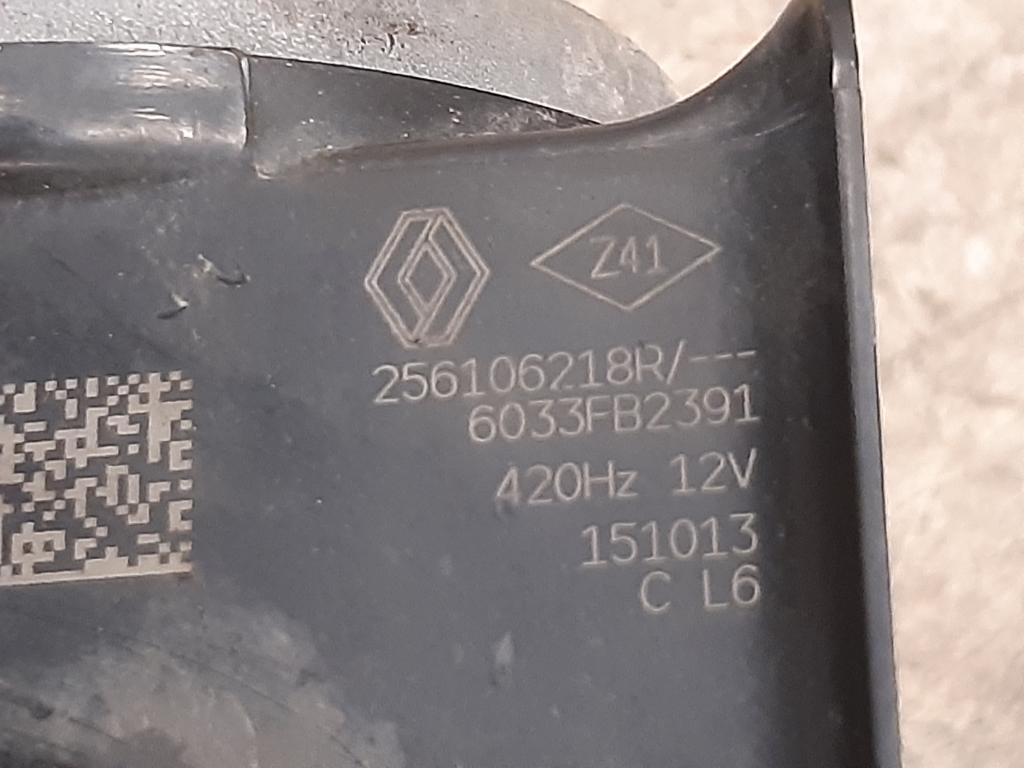 Z41
256106218R/---
6033FB2391
420Hz 12V
151013
C L6